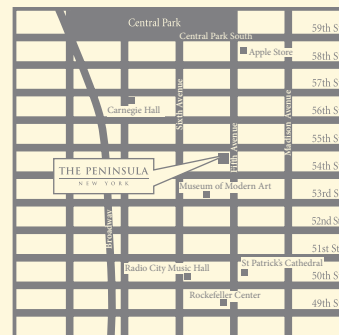 Central Park
59th S
Central Park South
Apple Store
58th S
57th S
Sixth Avenue
Madison Avenue
Carnegie Hall
56th S
55th S
Fifth Avenue
THE PENINSULA
NEW YORK
54th S
Museum of Modern Art
53rd S
Broadway
52nd S
51st St
Radio City Music Hall
St Patrick's Cathedral
50th S
Rockefeller Center
49th S